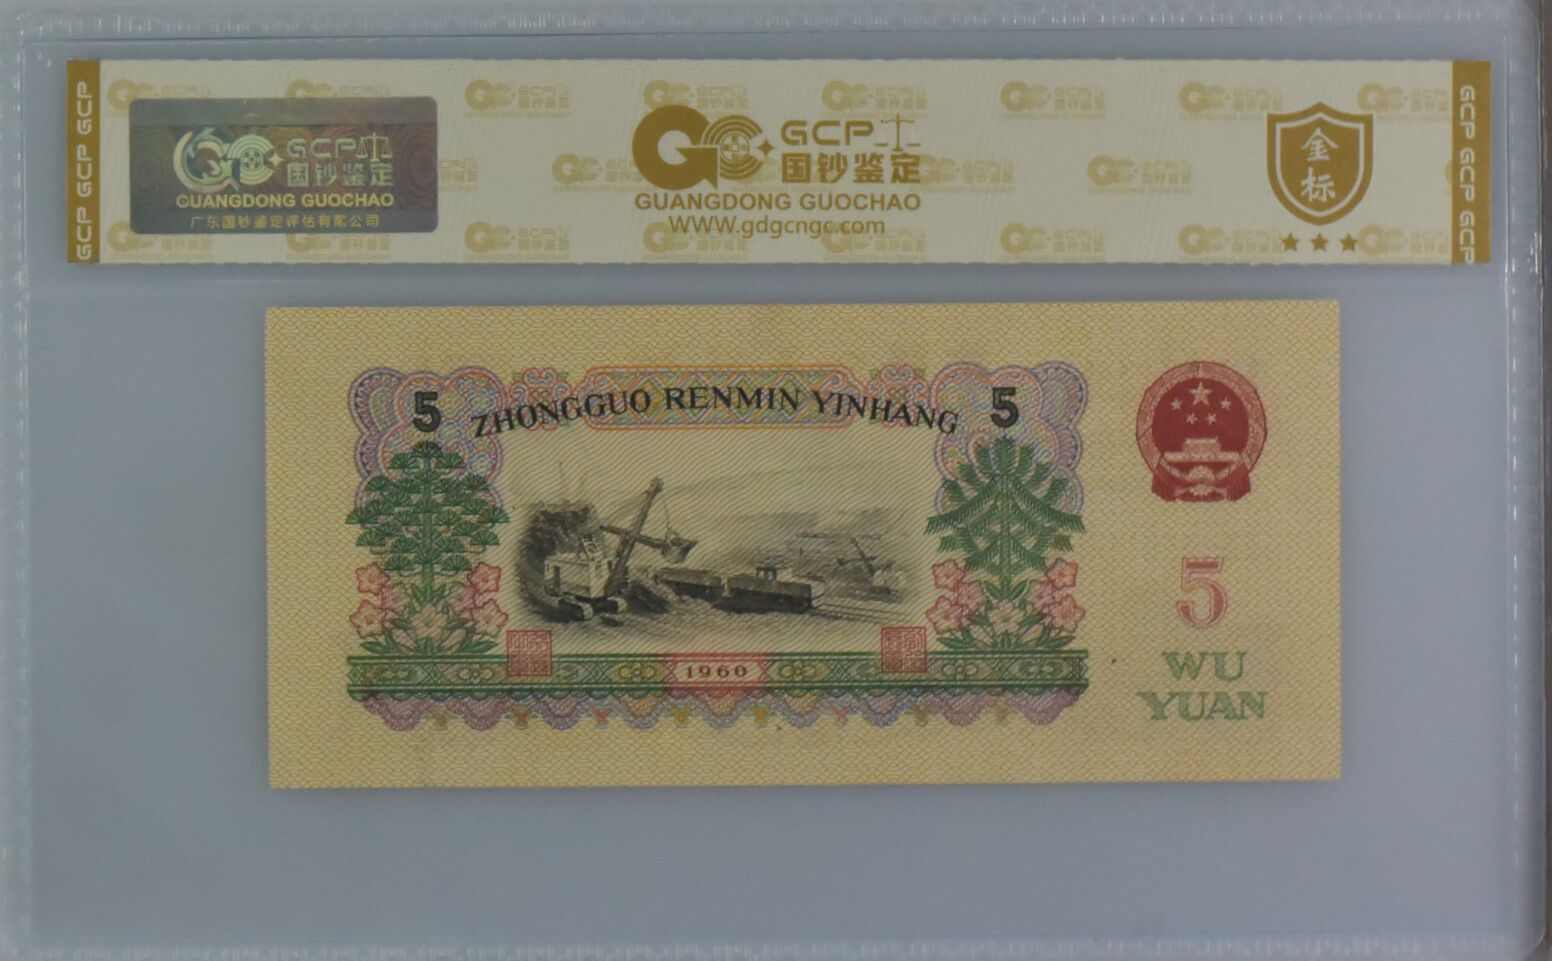 GCP GCP GCP
GCP
国钞鉴定
GUANGDONG GUOCHAO
广东国钞鉴定评估有限公司
GCP
国钞鉴定
GUANGDONG GUOCHAO
WWW.gdgcngc.com
金标
GCP GCP GCP
5
ZHONGGUO RENMIN YINHANG
5
1960
5
WU
YUAN